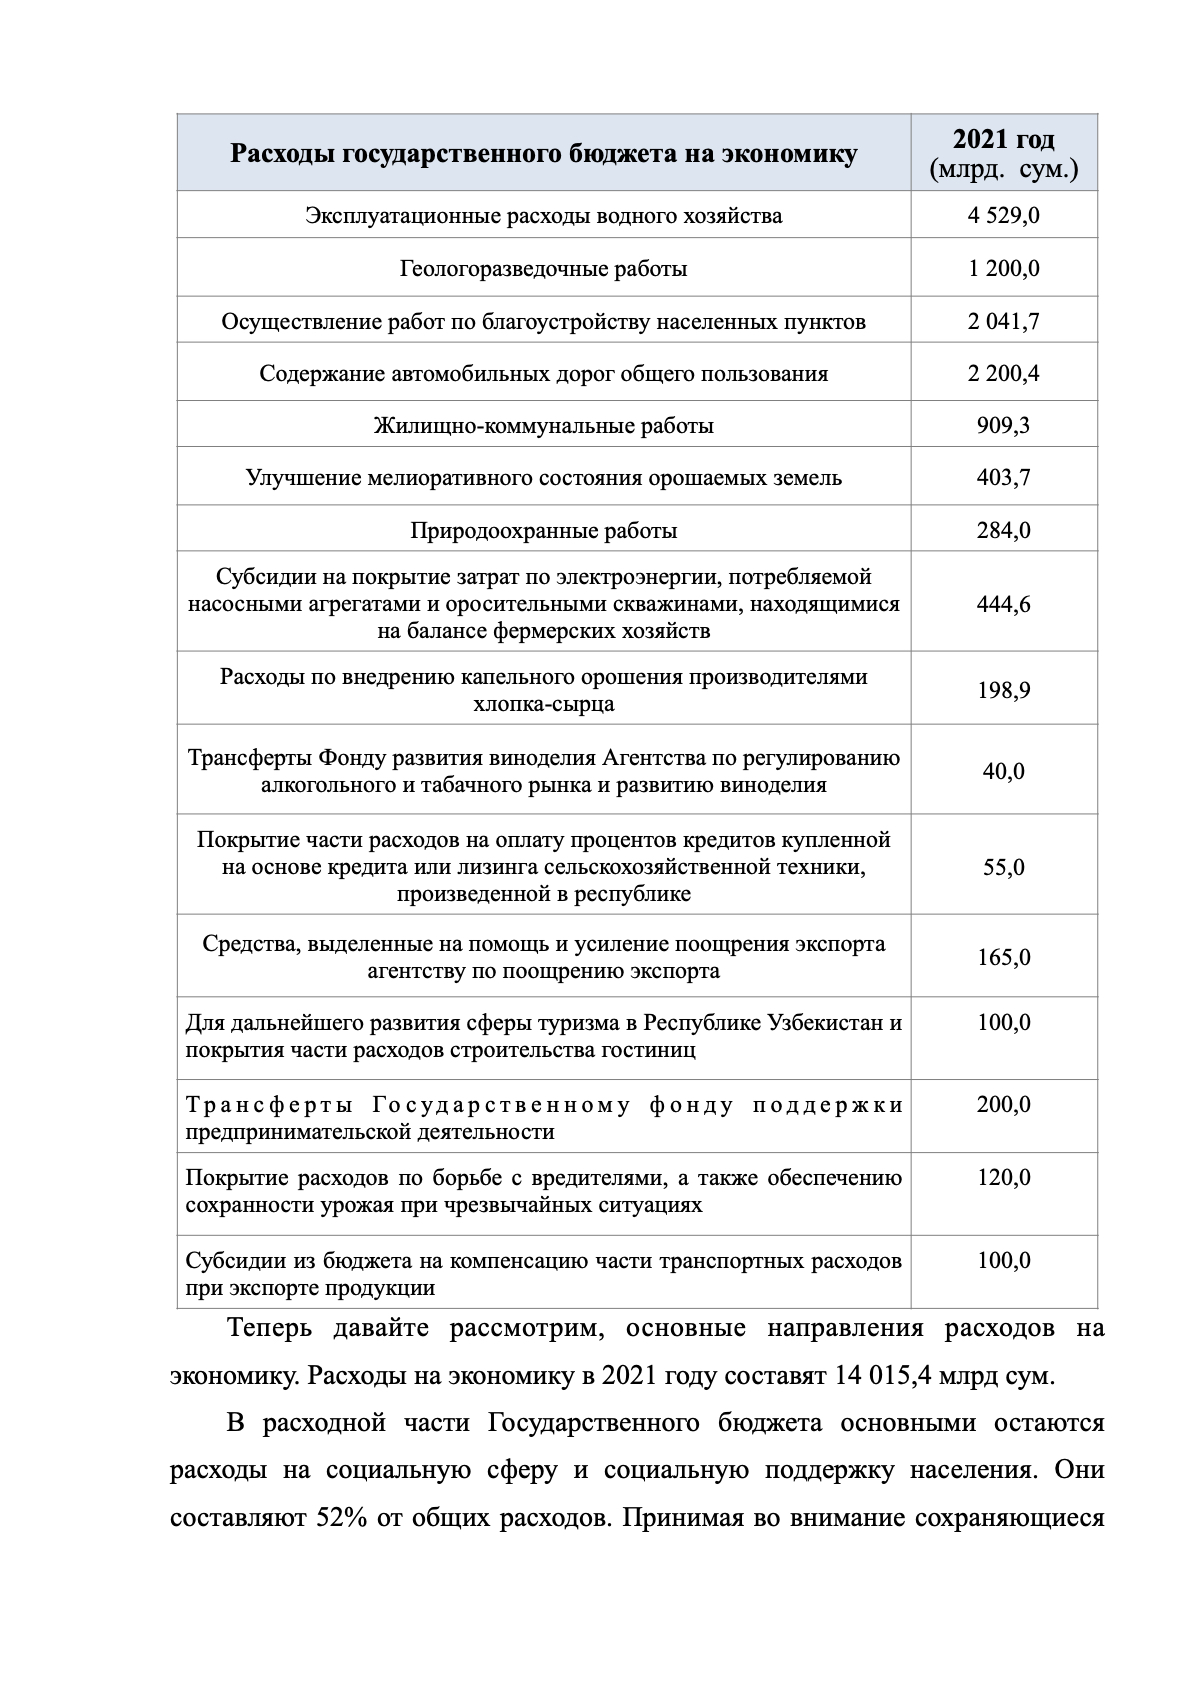 Расходы государственного бюджета на экономику
2021 год
(млрд. сум.)
Эксплуатационные расходы водного хозяйства
4 529,0
Геологоразведочные работы
1 200,0
Осуществление работ по благоустройству населенных пунктов
2 041,7
Содержание автомобильных дорог общего пользования
2 200,4
Жилищно-коммунальные работы
909,3
Улучшение мелиоративного состояния орошаемых земель
403,7
Природоохранные работы
284,0
Субсидии на покрытие затрат по электроэнергии, потребляемой
насосными агрегатами и оросительными скважинами, находящимися
на балансе фермерских хозяйств
444,6
Расходы по внедрению капельного орошения производителями
хлопка-сырца
198,9
Трансферты Фонду развития виноделия Агентства по регулированию
алкогольного и табачного рынка и развитию виноделия
40,0
Покрытие части расходов на оплату процентов кредитов купленной
на основе кредита или лизинга сельскохозяйственной техники,
произведенной в республике
55,0
Средства, выделенные на помощь и усиление поощрения экспорта
агентству по поощрению экспорта
165,0
Для дальнейшего развития сферы туризма в Республике Узбекистан и
покрытия части расходов строительства гостиниц
100,0
Трансферты Государственному фонду поддержки
предпринимательской деятельности
200,0
Покрытие расходов по борьбе с вредителями, а также обеспечению
сохранности урожая при чрезвычайных ситуациях
120,0
Субсидии из бюджета на компенсацию части транспортных расходов
при экспорте продукции
100,0
Теперь давайте рассмотрим, основные направления расходов на
экономику. Расходы на экономику в 2021 году составят 14 015,4 млрд сум.
В расходной части Государственного бюджета основными остаются
расходы на социальную сферу и социальную поддержку населения. Они
составляют 52% от общих расходов. Принимая во внимание сохраняющиеся